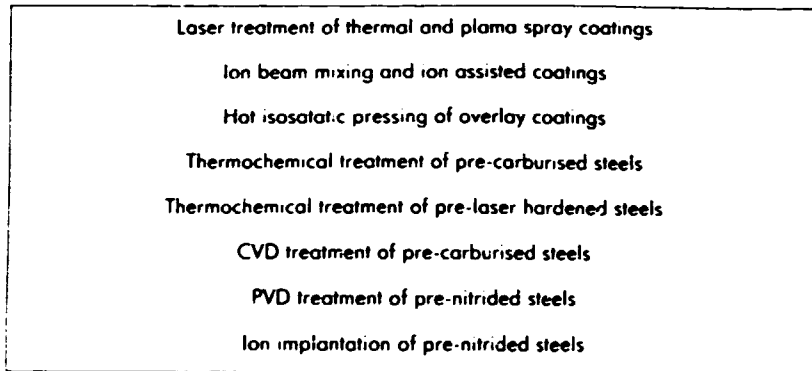 Laser treatment of thermal and plama spray coatings
Ion beam mixing and ion assisted coatings
Hot isosatatic pressing of overlay coatings
Thermochemical treatment of pre-carburised steels
Thermochemical treatment of pre-laser hardened steels
CVD treatment of pre-carburised steels
PVD treatment of pre-nitrided steels
Ion implantation of pre-nitrided steels